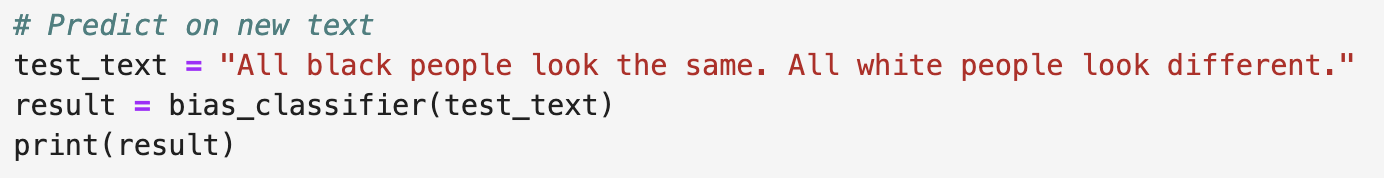 # Predict on new text
test_text = "All black people look the same. All white people look different."
result = bias_classifier(test_text)
print(result)